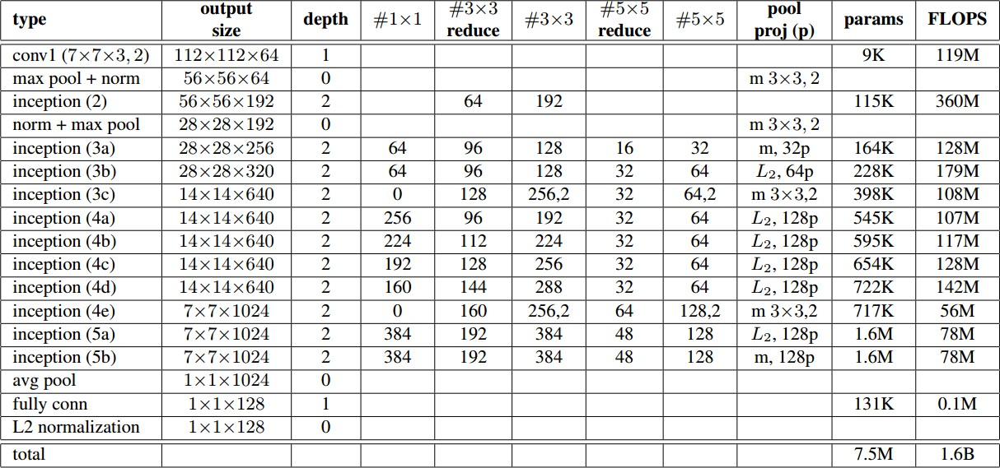 type output size depth #1×1 #3×3 reduce #3×3 #5×5 reduce #5×5 pool proj (p) params FLOPS
conv1 (7×7×3, 2) 112×112×64 1 9K 119M
max pool + norm 56×56×64 0 m 3×3, 2
inception (2) 56×56×192 2 64 192 115K 360M
norm + max pool 28×28×192 0 m 3×3, 2
inception (3a) 28×28×256 2 64 96 128 16 32 m, 32p 164K 128M
inception (3b) 28×28×320 2 64 96 128 32 64 L2, 64p 228K 179M
inception (3c) 14×14×640 2 0 128 256,2 32 64,2 m 3×3,2 398K 108M
inception (4a) 14×14×640 2 256 96 192 32 64 L2, 128p 545K 107M
inception (4b) 14×14×640 2 224 112 224 32 64 L2, 128p 595K 117M
inception (4c) 14×14×640 2 192 128 256 32 64 L2, 128p 654K 128M
inception (4d) 14×14×640 2 160 144 288 32 64 L2, 128p 722K 142M
inception (4e) 7×7×1024 2 0 160 256,2 64 128,2 m 3×3,2 717K 56M
inception (5a) 7×7×1024 2 384 192 384 48 128 L2, 128p 1.6M 78M
inception (5b) 7×7×1024 2 384 192 384 48 128 m, 128p 1.6M 78M
avg pool 1×1×1024 0
fully conn 1×1×128 1 131K 0.1M
L2 normalization 1×1×128 0
total 7.5M 1.6B